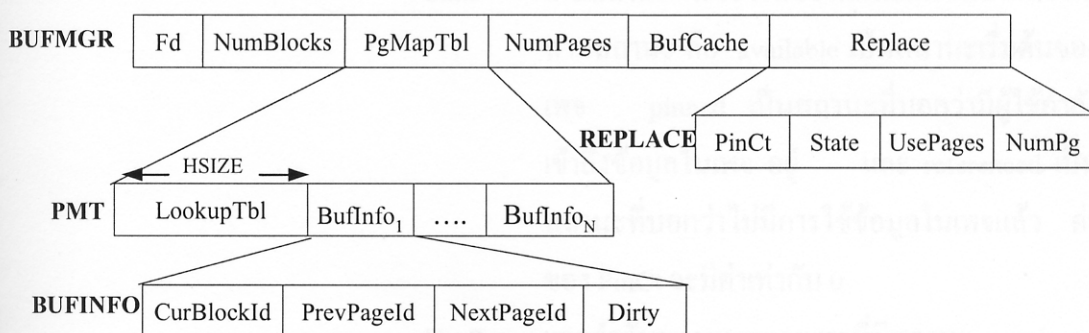 BUFMGR Fd NumBlocks PgMapTbl NumPages BufCache Replace
REPLACE PinCt State UsePages NumPg
HSIZE
PMT LookupTbl BufInfo1 .... BufInfoN
BUFINFO CurBlockId PrevPageId NextPageId Dirty